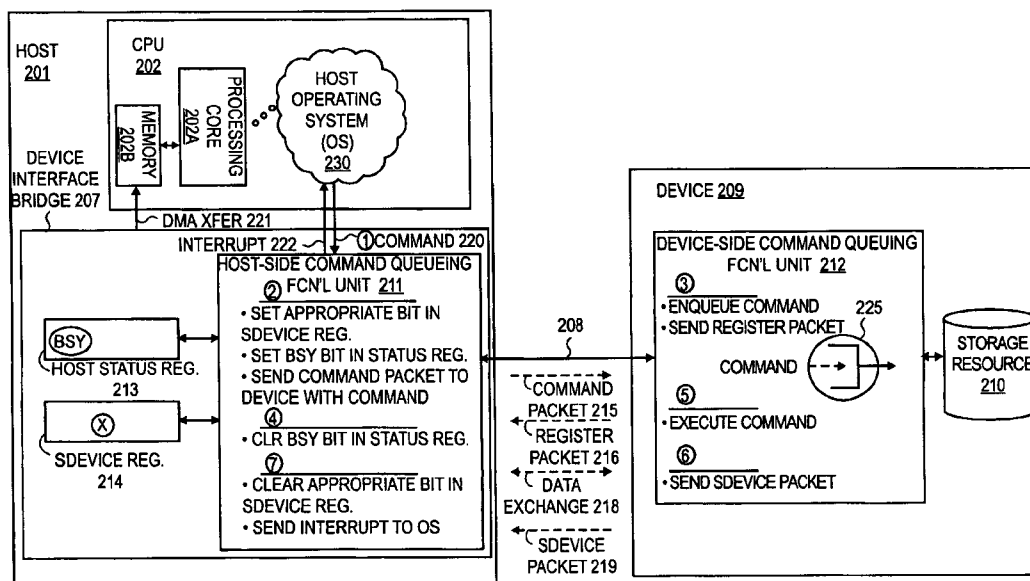 HOST
201
CPU
202
PROCESSING
CORE
202A
MEMORY
202B
HOST
OPERATING
SYSTEM
(OS)
230
DEVICE
INTERFACE
BRIDGE 207
DMA XFER 221
INTERRUPT 222
① COMMAND 220
HOST-SIDE COMMAND QUEUEING
FCN'L UNIT 211
②
• SET APPROPRIATE BIT IN
SDEVICE REG.
• SET BSY BIT IN STATUS REG.
• SEND COMMAND PACKET TO
DEVICE WITH COMMAND
④
• CLR BSY BIT IN STATUS REG.
⑦
• CLEAR APPROPRIATE BIT IN
SDEVICE REG.
• SEND INTERRUPT TO OS
BSY
HOST STATUS REG.
213
X
SDEVICE REG.
214
208
COMMAND
PACKET 215
REGISTER
PACKET 216
DATA
EXCHANGE 218
SDEVICE
PACKET 219
DEVICE 209
DEVICE-SIDE COMMAND QUEUING
FCN'L UNIT 212
③
• ENQUEUE COMMAND
• SEND REGISTER PACKET
225
COMMAND
⑤
• EXECUTE COMMAND
⑥
• SEND SDEVICE PACKET
STORAGE
RESOURCE
210